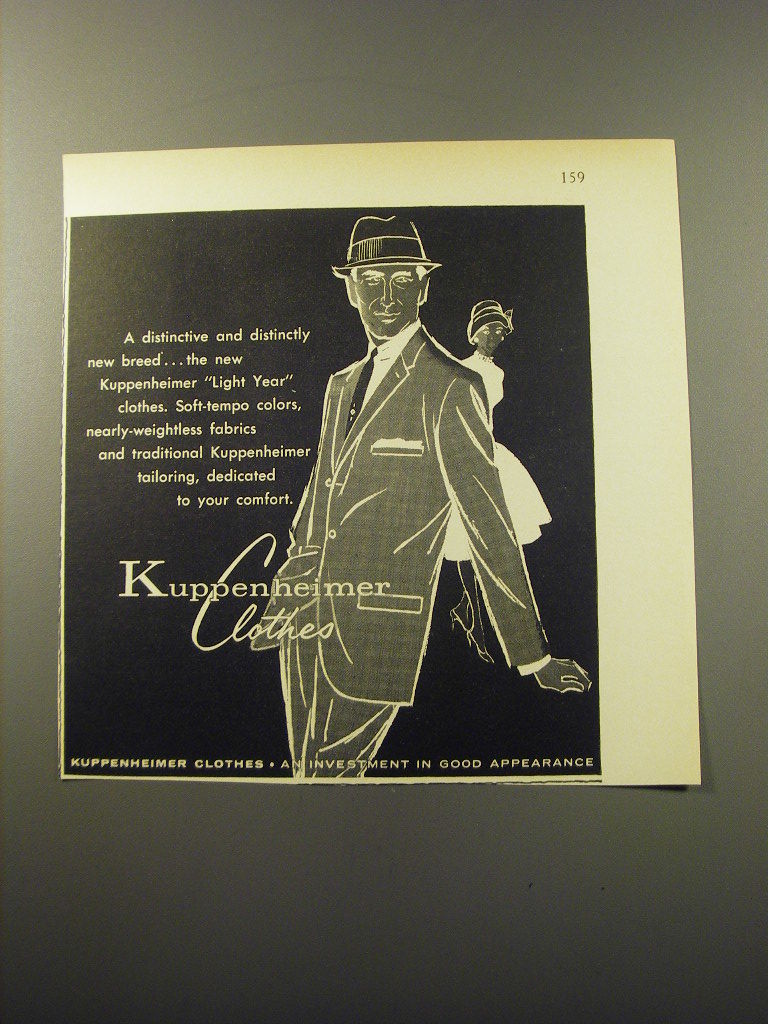 159
A distinctive and distinctly
new breed...the new
Kuppenheimer "Light Year"
clothes. Soft-tempo colors,
nearly-weightless fabrics
and traditional Kuppenheimer
tailoring, dedicated
to your comfort.
Kuppenheimer
Clothes
KUPPENHEIMER CLOTHES • AN INVESTMENT IN GOOD APPEARANCE